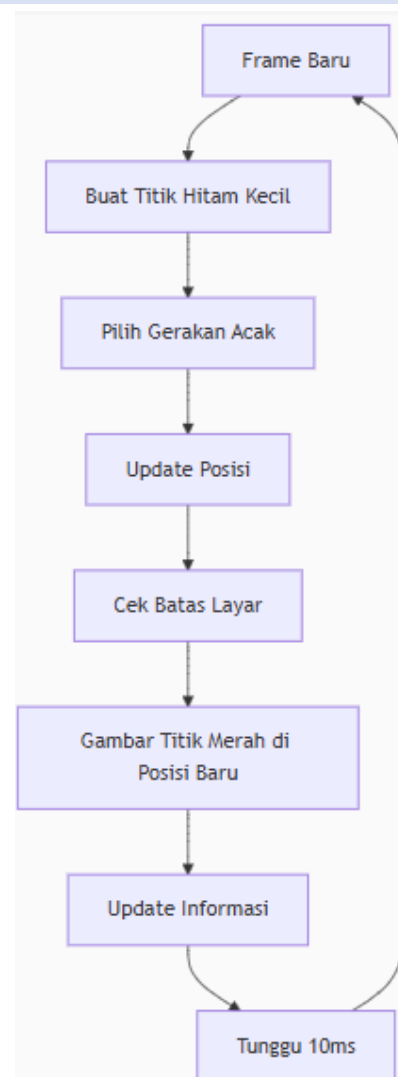 Frame Baru
Buat Titik Hitam Kecil
Pilih Gerakan Acak
Update Posisi
Cek Batas Layar
Gambar Titik Merah di
Posisi Baru
Update Informasi
Tunggu 10ms